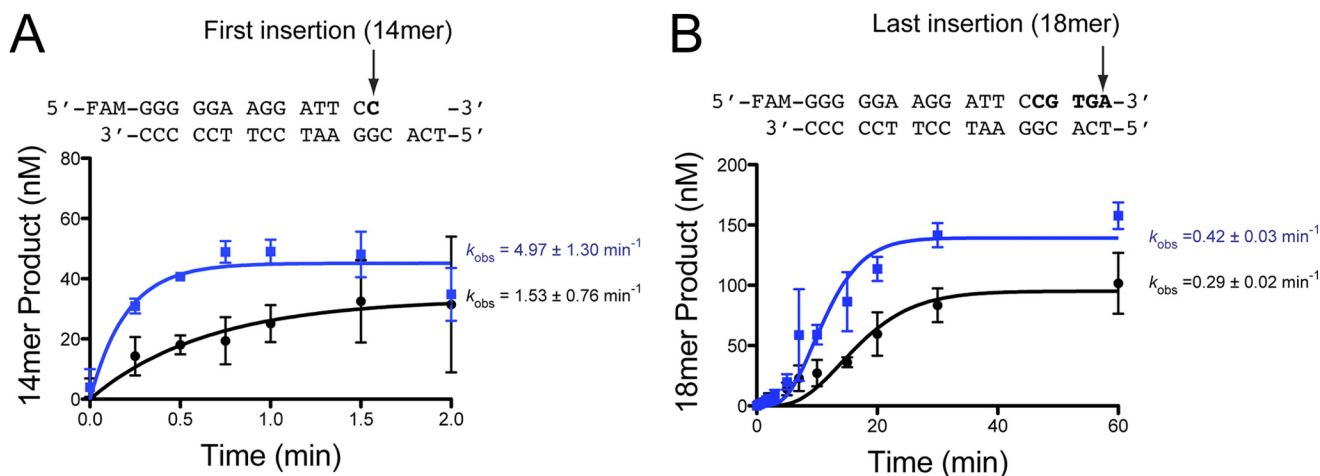 A
First insertion (14mer)
5’-FAM-GGG GGA AGG ATT CC -3’
3’-CCC CCT TCC TAA GGC ACT-5’
14mer Product (nM)
80
60
40
20
0
0.0 0.5 1.0 1.5 2.0
Time (min)
kobs = 4.97 ± 1.30 min-1
kobs = 1.53 ± 0.76 min-1
B
Last insertion (18mer)
5’-FAM-GGG GGA AGG ATT CCG TGA-3’
3’-CCC CCT TCC TAA GGC ACT-5’
18mer Product (nM)
200
150
100
50
0
0 20 40 60
Time (min)
kobs =0.42 ± 0.03 min-1
kobs =0.29 ± 0.02 min-1